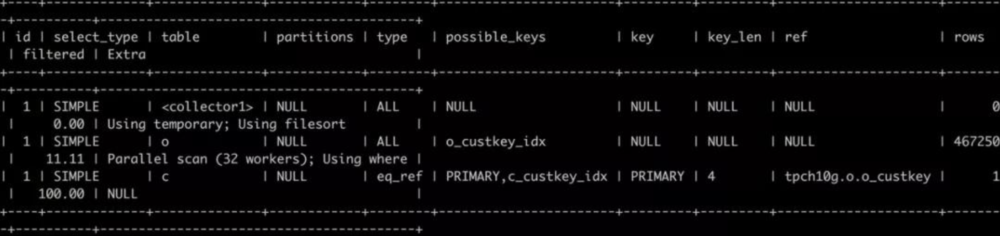 +----+-------------+--------------+------------+--------+----------------------+---------+---------+--------------------+------
-+----------+----------------------------------------+
| id | select_type | table        | partitions | type   | possible_keys        | key     | key_len | ref                | rows
 | filtered | Extra                                  |
+----+-------------+--------------+------------+--------+----------------------+---------+---------+--------------------+------
-+----------+----------------------------------------+
|  1 | SIMPLE      | <collector1> | NULL       | ALL    | NULL                 | NULL    | NULL    | NULL               |      0
 |     0.00 | Using temporary; Using filesort        |
|  1 | SIMPLE      | o            | NULL       | ALL    | o_custkey_idx        | NULL    | NULL    | NULL               | 467250
|    11.11 | Parallel scan (32 workers); Using where |
|  1 | SIMPLE      | c            | NULL       | eq_ref | PRIMARY,c_custkey_idx | PRIMARY | 4       | tpch10g.o.o_custkey |      1
 |   100.00 | NULL                                   |
+----+-------------+--------------+------------+--------+----------------------+---------+---------+--------------------+------
-+----------+----------------------------------------+